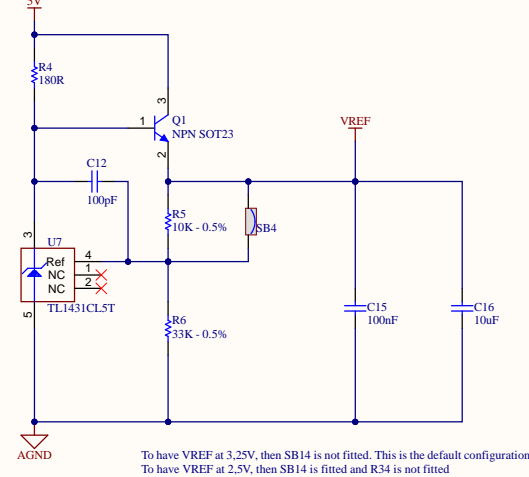 5V
R4
180R
3
Q1
1
NPN SOT23
2
VREF
C12
100pF
R5
10K - 0.5%
SB4
3
U7
Ref
4
NC
1
NC
2
TL1431CL5T
5
R6
33K - 0.5%
C15
100nF
C16
10uF
AGND
To have VREF at 3,25V, then SB14 is not fitted. This is the default configuration
To have VREF at 2,5V, then SB14 is fitted and R34 is not fitted